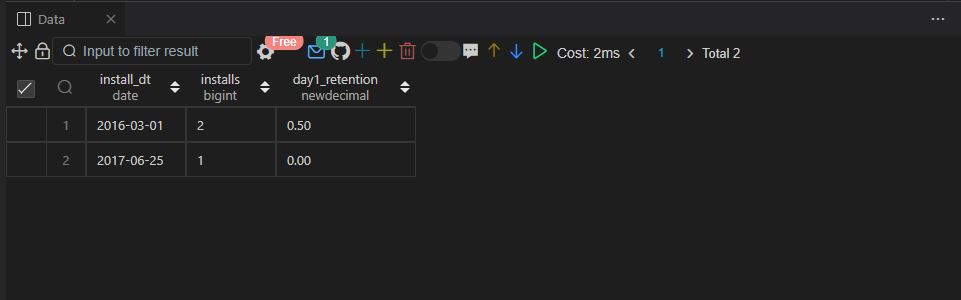 Data
Input to filter result
Free
1
Cost: 2ms
1
Total 2
install_dt
date
installs
bigint
day1_retention
newdecimal
1 2016-03-01 2 0.50
2 2017-06-25 1 0.00